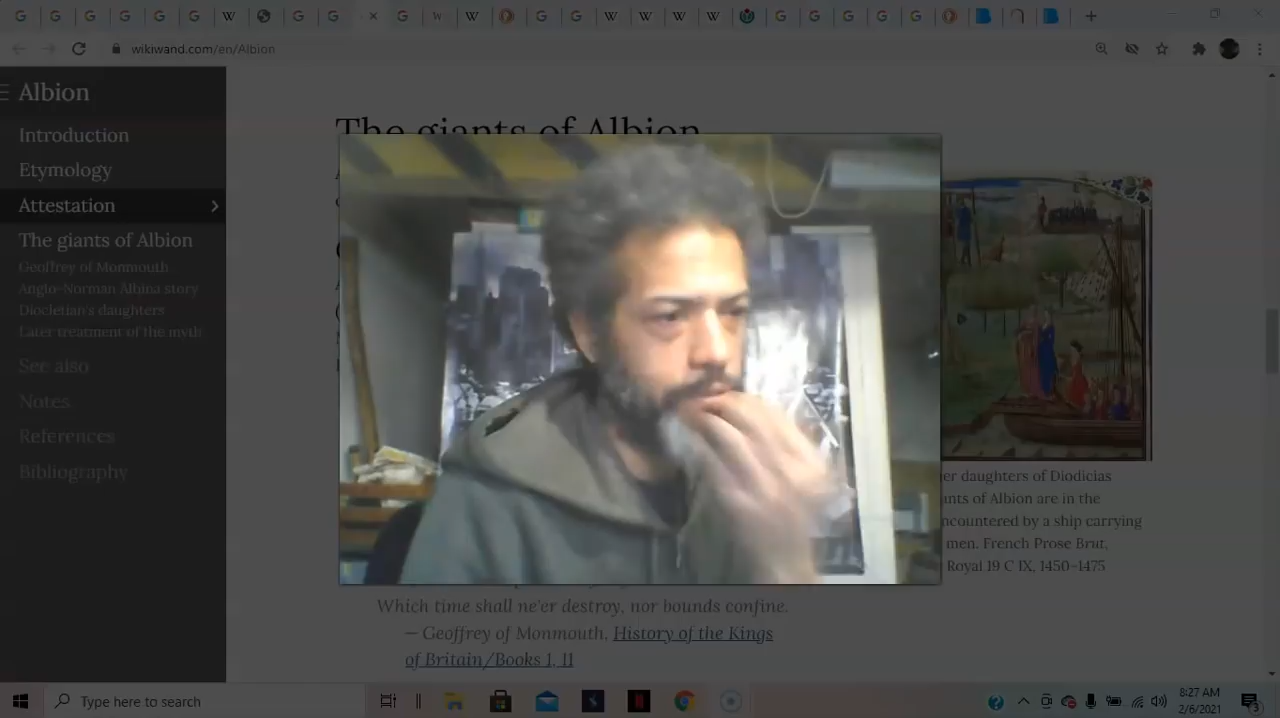 wikiwand.com/en/Albion
Albion
Introduction
Etymology
Attestation
The giants of Albion
Geoffrey of Monmouth
Anglo-Norman Albina story
Diocletian's daughters
Later treatment of the myth
See also
Notes
References
Bibliography
The giants of Albion
er daughters of Diodicias
ants of Albion are in the
ncountered by a ship carrying
men. French Prose Brut,
Royal 19 C IX, 1450–1475
Which time shall ne'er destroy, nor bounds confine.
— Geoffrey of Monmouth, History of the Kings
of Britain/Books 1, 11
Type here to search
8:27 AM
2/6/2021
3